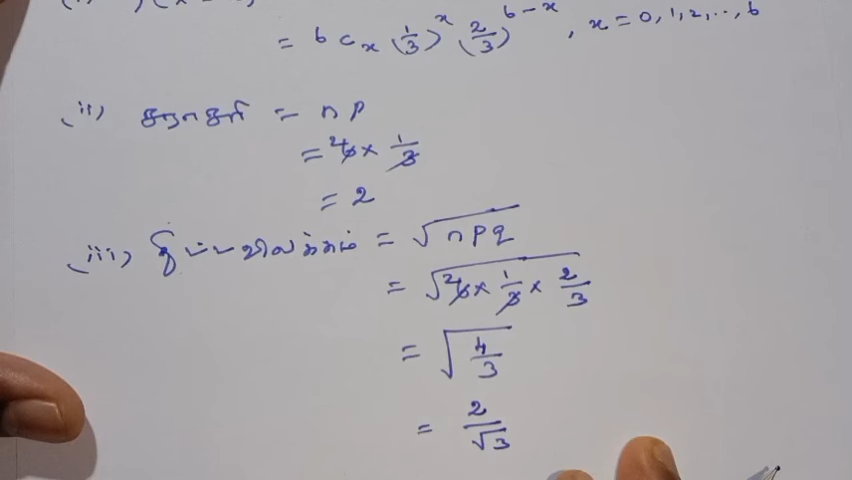 = 6 C x (1/3)^x (2/3)^6-x, x = 0, 1, 2, .., 6
(ii) சராசரி = np
= 6 × 1/3
= 2
(iii) திட்டவிலக்கம் = √npq
= √6 × 1/3 × 2/3
= √4/3
= 2/√3